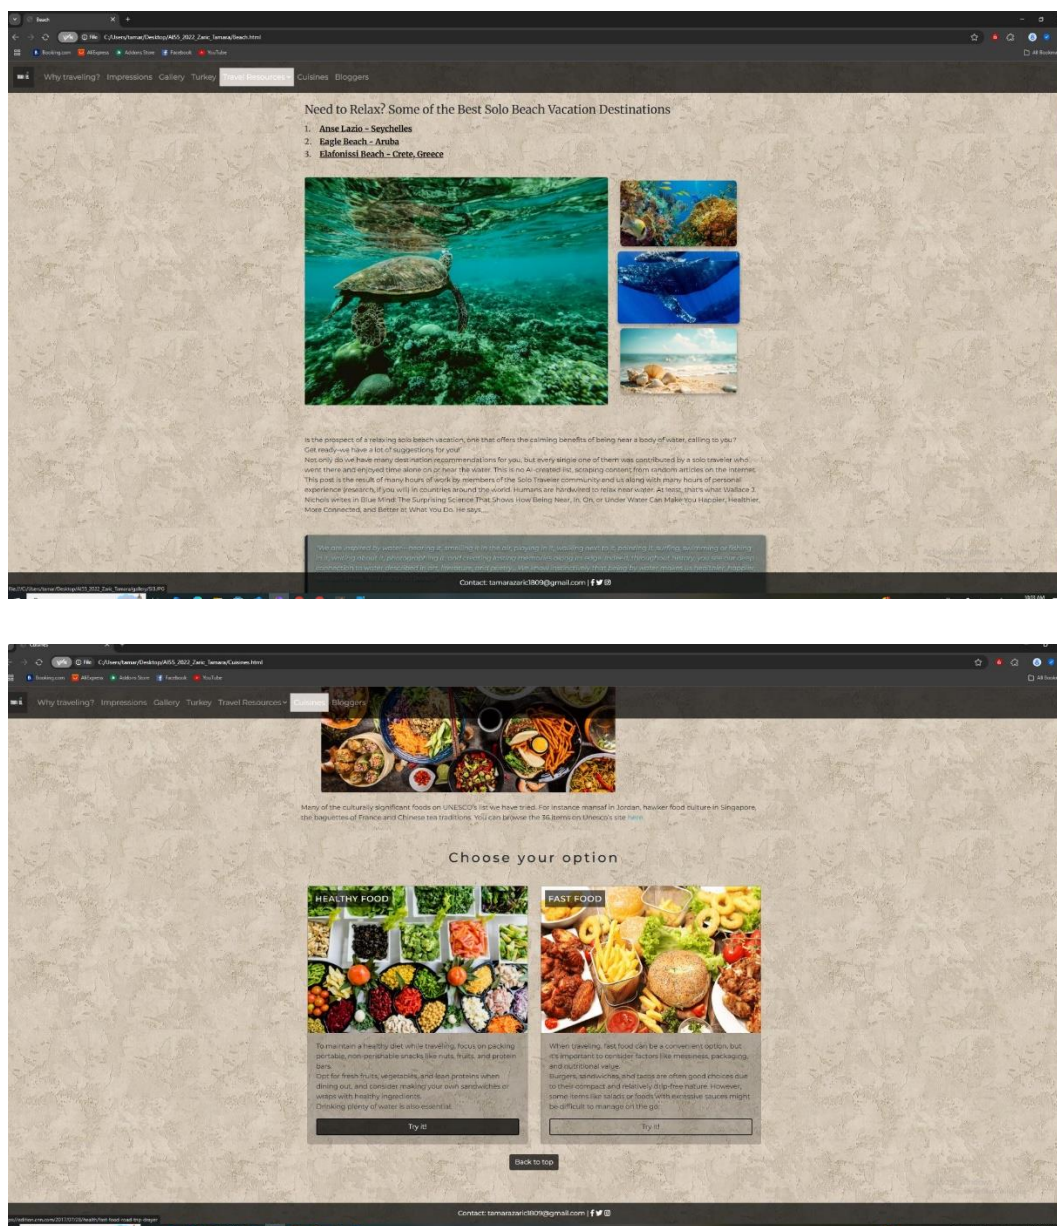 Beach
File C:/Users/tamar/Desktop/AI55_2022_Zaric_Tamara/Beach.html
Booking.com AliExpress Addons Store Facebook YouTube
Why traveling? Impressions Gallery Turkey Travel Resources Cuisines Bloggers
Need to Relax? Some of the Best Solo Beach Vacation Destinations
1. Anse Lazio - Seychelles
2. Eagle Beach - Aruba
3. Elafonissi Beach - Crete, Greece
Is the prospect of a relaxing solo beach vacation, one that offers the calming benefits of being near a body of water, calling to you?
Get ready-we have a lot of suggestions for you!
Not only do we have many destination recommendations for you, but every single one of them was contributed by a solo traveler who
went there and enjoyed time alone on or near the water. This is no AI-created list, scraping content from random articles on the Internet.
This post is the result of many hours of work by members of the Solo Traveler community and us along with many hours of personal
experience (research, if you will) in countries around the world. Humans are hardwired to relax near water. At least, that's what Wallace J.
Nichols writes in Blue Mind: The Surprising Science That Shows How Being Near, In, On, or Under Water Can Make You Happier, Healthier,
More Connected, and Better at What You Do. He says
Contact: tamarazaric1809@gmail.com |
Cuisines
File C:/Users/tamar/Desktop/AI55_2022_Zaric_Tamara/Cuisines.html
Booking.com AliExpress Addons Store Facebook YouTube
Why traveling? Impressions Gallery Turkey Travel Resources Cuisines Bloggers
Many of the culturally significant foods on UNESCO's list we have tried. For instance mansaf in Jordan, hawker food culture in Singapore,
the baguettes of France and Chinese tea traditions. You can browse the 36 items on Unesco's site here.
Choose your option
HEALTHY FOOD
To maintain a healthy diet while traveling, focus on packing
portable, non-perishable snacks like nuts, fruits, and protein
bars.
Opt for fresh fruits, vegetables, and lean proteins when
dining out, and consider making your own sandwiches or
wraps with healthy ingredients.
Drinking plenty of water is also essential.
Try it!
FAST FOOD
When traveling, fast food can be a convenient option, but
it's important to consider factors like messiness, packaging,
and nutritional value.
Burgers, sandwiches, and tacos are often good choices due
to their compact and relatively drip-free nature. However,
some items like salads or foods with excessive sauces might
be difficult to manage on the go.
Try it!
Back to top
Contact: tamarazaric1809@gmail.com |